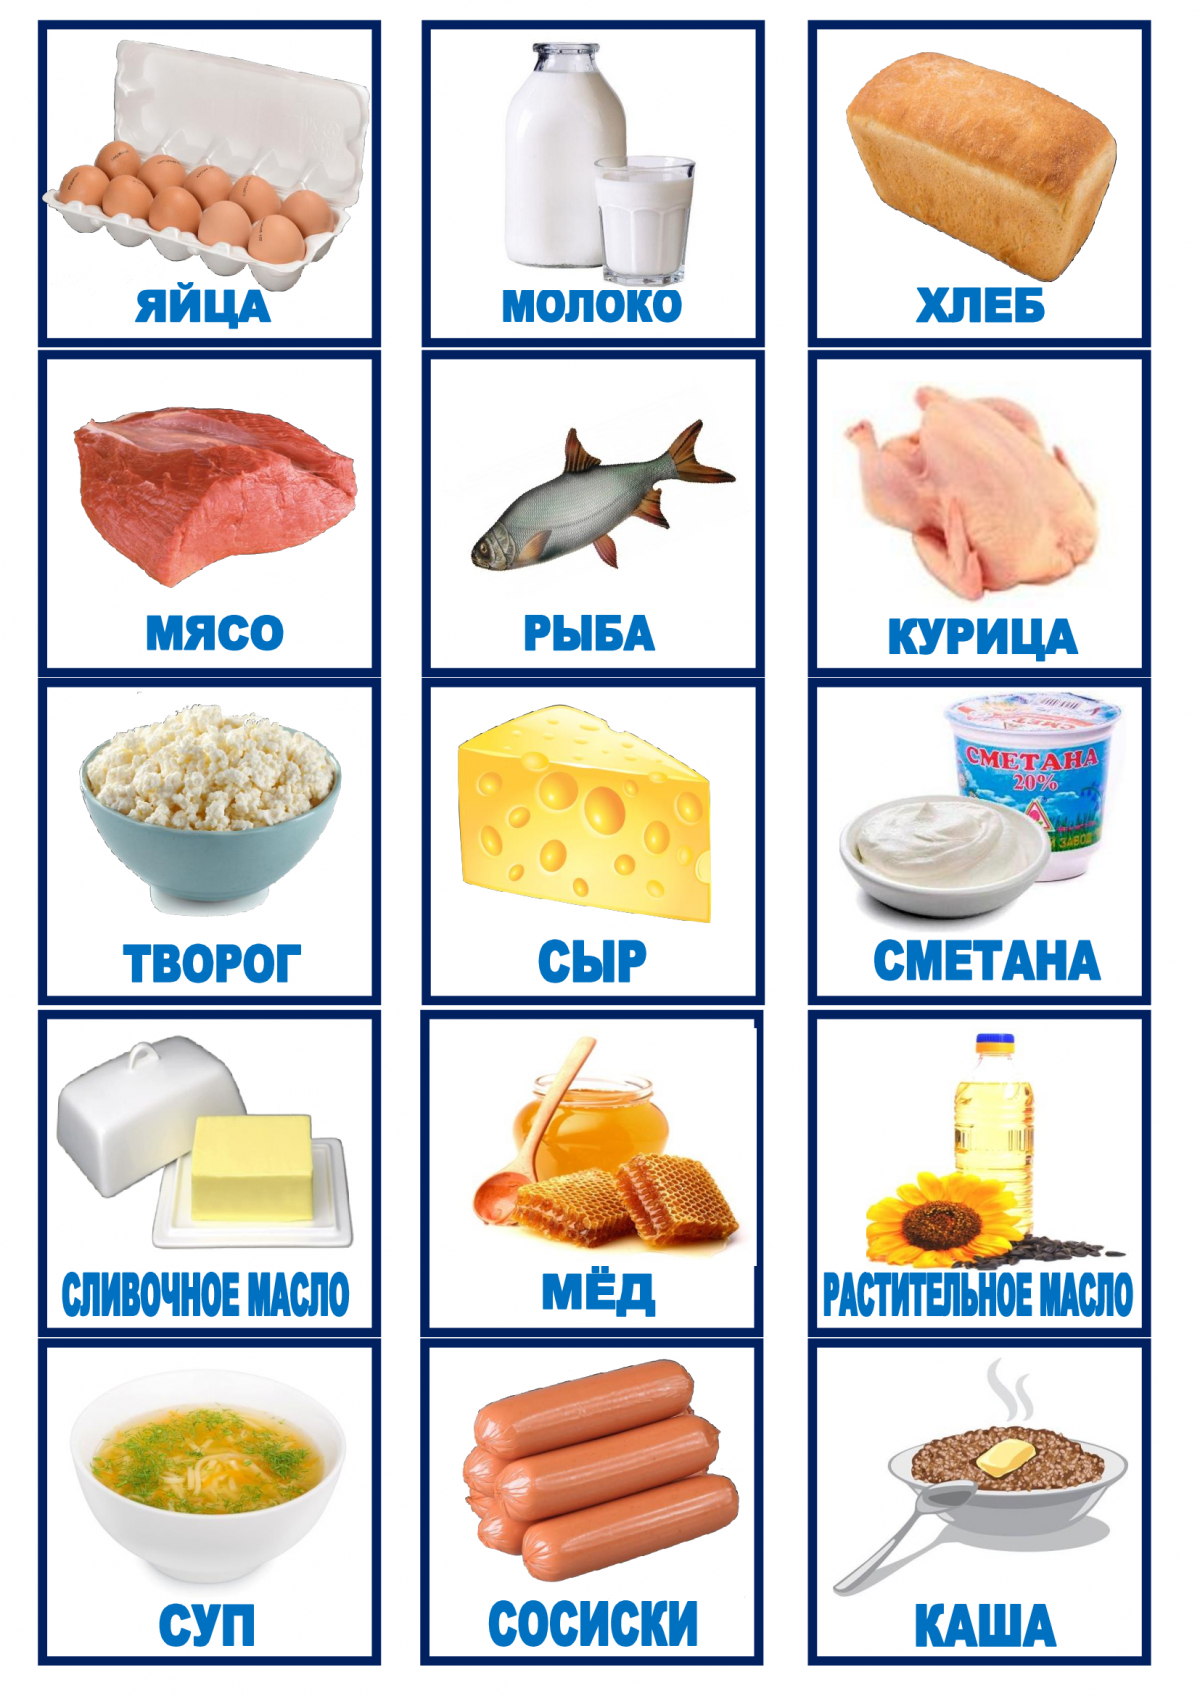 ЯЙЦА
МОЛОКО
ХЛЕБ
МЯСО
РЫБА
КУРИЦА
ТВОРОГ
СЫР
СМЕТАНА
20%
СМЕТАНА
СЛИВОЧНОЕ МАСЛО
МЁД
РАСТИТЕЛЬНОЕ МАСЛО
СУП
СОСИСКИ
КАША